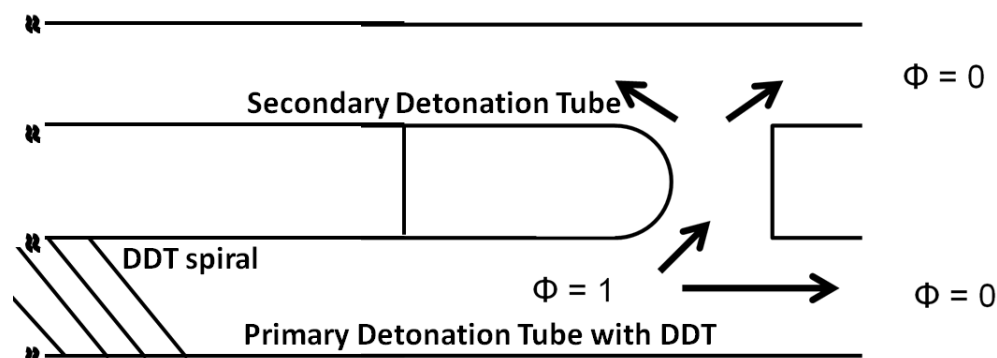 Φ = 0
Secondary Detonation Tube
DDT spiral
Φ = 1
Φ = 0
Primary Detonation Tube with DDT